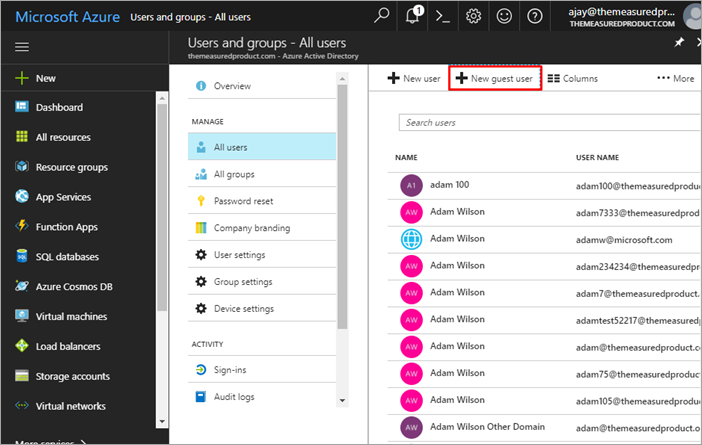 Microsoft Azure Users and groups - All users 1 ajay@themeasured
THEMEASUREDPRODUCT.COM
Users and groups - All users
themeasuredproduct.com - Azure Active Directory
New
Dashboard
All resources
Resource groups
App Services
Function Apps
SQL databases
Azure Cosmos DB
Virtual machines
Load balancers
Storage accounts
Virtual networks
More services
Overview
MANAGE
All users
All groups
Password reset
Company branding
User settings
Group settings
Device settings
ACTIVITY
Sign-ins
Audit logs
New user New guest user Columns More
Search users
NAME USER NAME
A1 adam 100 adam100@themeasuredproduc
AW Adam Wilson adam7333@themeasuredprod
Adam Wilson adamw@microsoft.com
AW Adam Wilson adam234234@themeasuredpr
AW Adam Wilson adam7@themeasuredproduct.
AW Adam Wilson adamtest52217@themeasured
AW Adam Wilson adam@themeasuredproduct.c
AW Adam Wilson adam75@themeasuredproduct
AW Adam Wilson adam105@themeasuredproduc
AW Adam Wilson Other Domain adam@themeasuredproduct.o